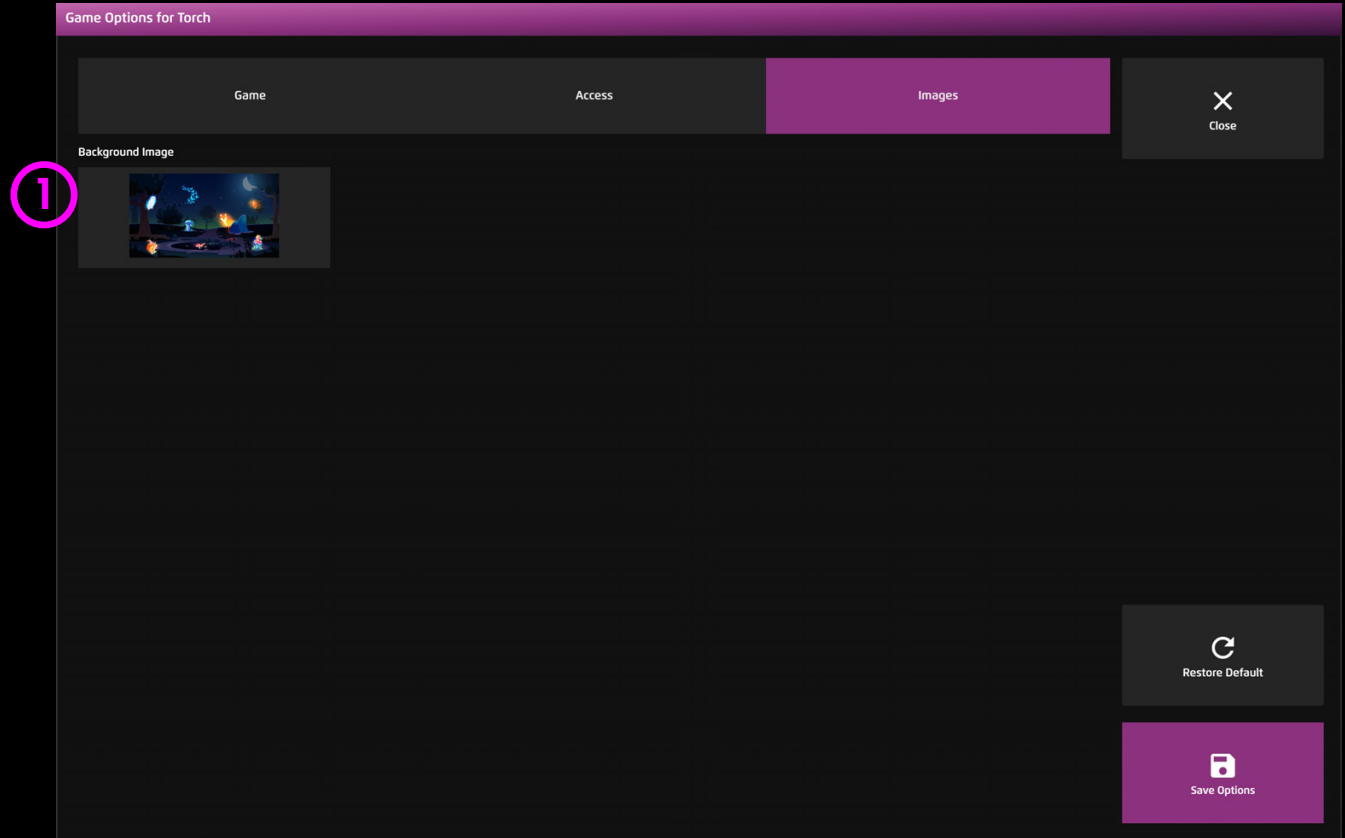 Game Options for Torch
Game
Access
Images
Close
Background Image
1
Restore Default
Save Options